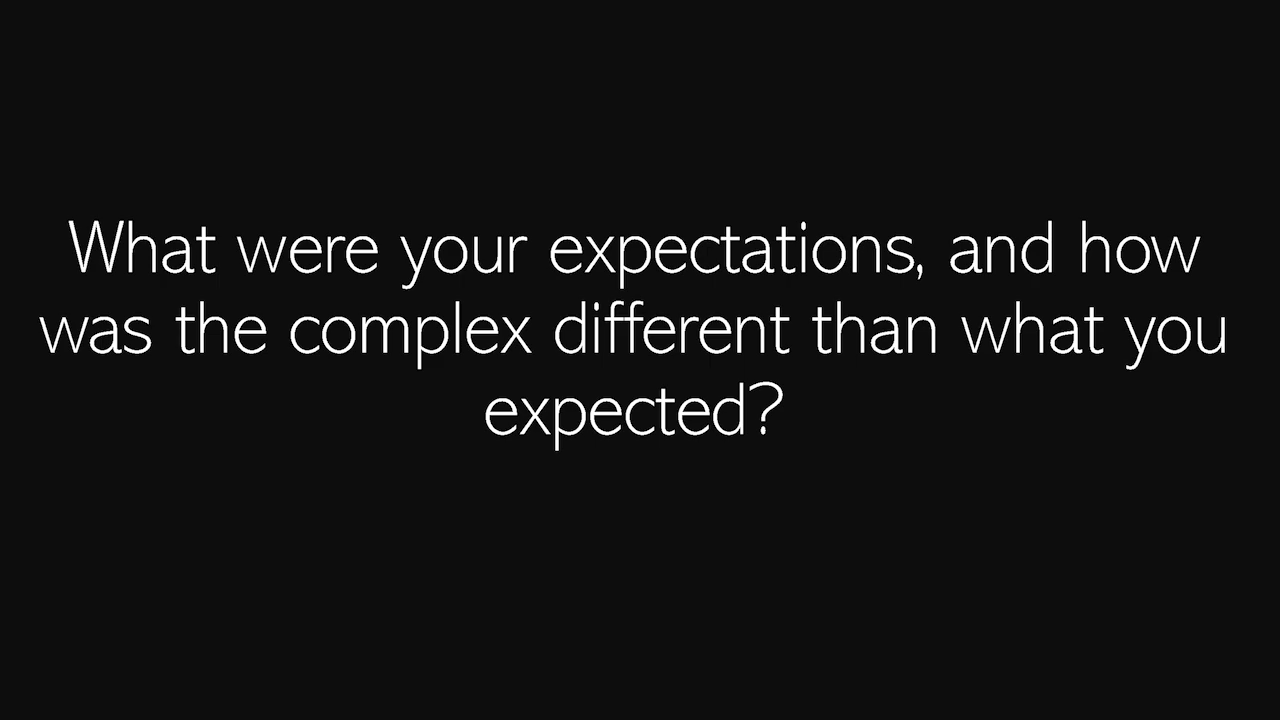 What were your expectations, and how
was the complex different than what you
expected?